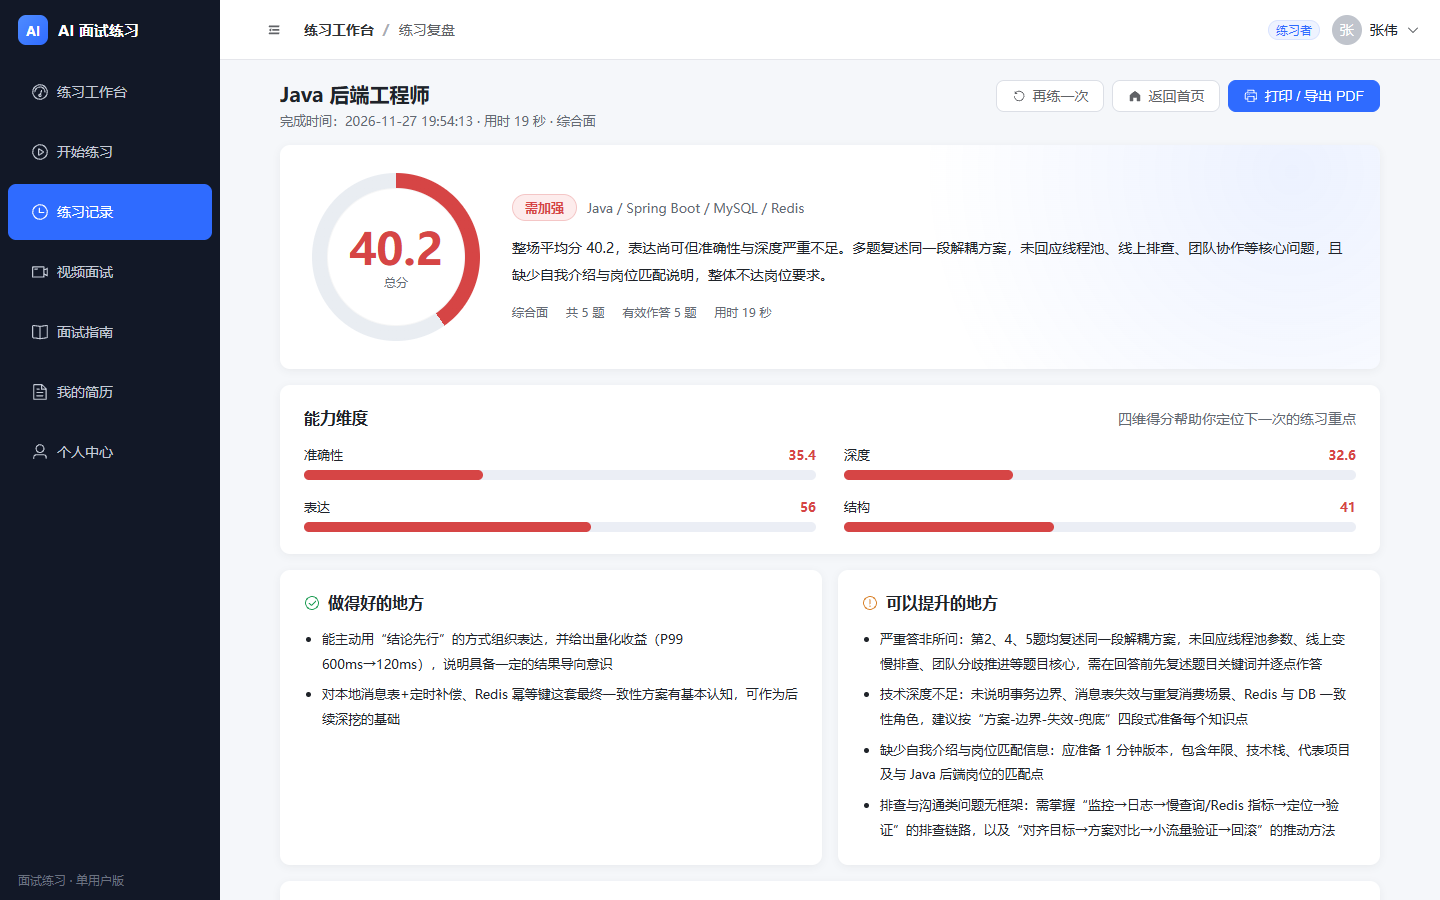 AI
AI 面试练习
练习工作台
开始练习
练习记录
视频面试
面试指南
我的简历
个人中心
面试练习 · 单用户版
练习工作台 / 练习复盘
练习者
张
张伟
Java 后端工程师
完成时间：2026-11-27 19:54:13 · 用时 19 秒 · 综合面
再练一次
返回首页
打印 / 导出 PDF
40.2
总分
需加强
Java / Spring Boot / MySQL / Redis
整场平均分 40.2，表达尚可但准确性与深度严重不足。多题复述同一段解耦方案，未回应线程池、线上排查、团队协作等核心问题，且
缺少自我介绍与岗位匹配说明，整体不达岗位要求。
综合面 共 5 题 有效作答 5 题 用时 19 秒
能力维度
四维得分帮助你定位下一次的练习重点
准确性 35.4
深度 32.6
表达 56
结构 41
做得好的地方
能主动用“结论先行”的方式组织表达，并给出量化收益（P99
600ms→120ms），说明具备一定的结果导向意识
对本地消息表+定时补偿、Redis 幂等键这套最终一致性方案有基本认知，可作为后
续深挖的基础
可以提升的地方
严重答非所问：第2、4、5题均复述同一段解耦方案，未回应线程池参数、线上变
慢排查、团队分歧推进等题目核心，需在回答前先复述题目关键词并逐点作答
技术深度不足：未说明事务边界、消息表失效与重复消费场景、Redis 与 DB 一致
性角色，建议按“方案-边界-失效-兜底”四段式准备每个知识点
缺少自我介绍与岗位匹配信息：应准备 1 分钟版本，包含年限、技术栈、代表项目
及与 Java 后端岗位的匹配点
排查与沟通类问题无框架：需掌握“监控→日志→慢查询/Redis 指标→定位→验
证”的排查链路，以及“对齐目标→方案对比→小流量验证→回滚”的推动方法